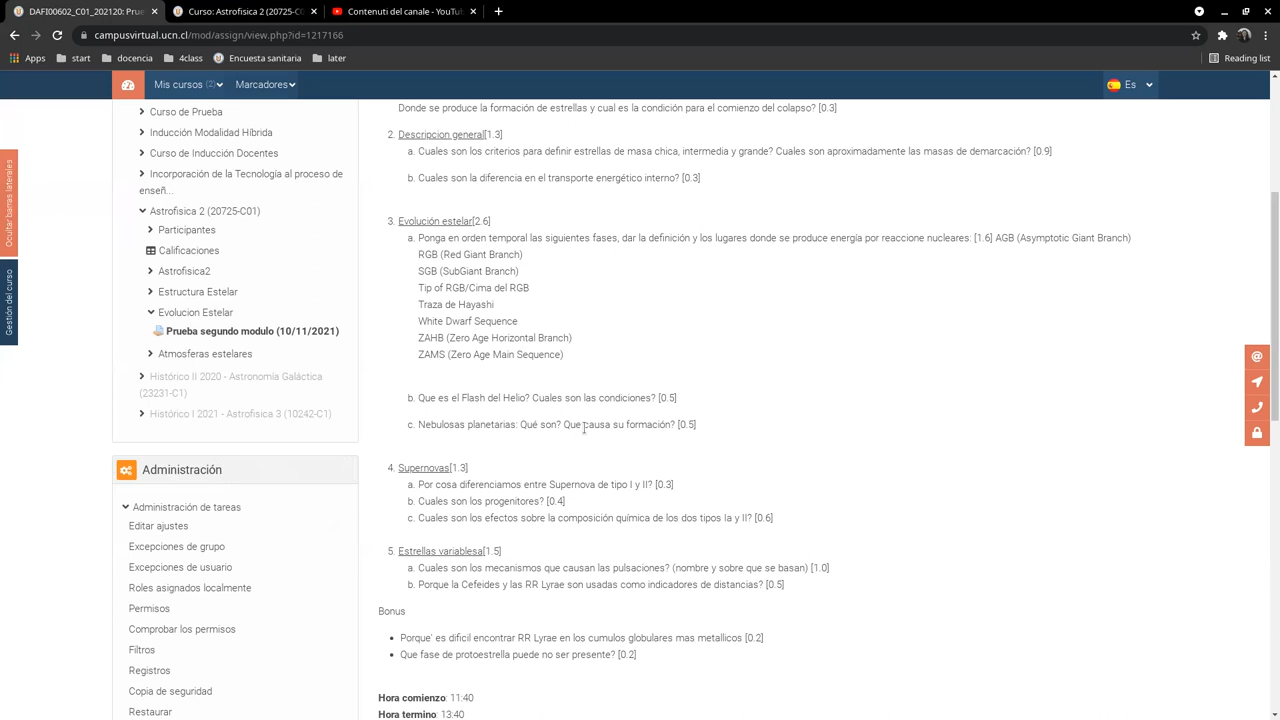 DAFI00602_C01_202120: Pru
Curso: Astrofisica 2 (20725-C0
Contenuti del canale - YouTu
campusvirtual.ucn.cl/mod/assign/view.php?id=1217166
Apps
start
docencia
4class
Encuesta sanitaria
later
Reading list
Mis cursos (2)
Marcadores
Es
Ocultar barras laterales
Gestión del curso
Curso de Prueba
Inducción Modalidad Híbrida
Curso de Inducción Docentes
Incorporación de la Tecnología al proceso de
enseñ...
Astrofisica 2 (20725-C01)
Participantes
Calificaciones
Astrofisica2
Estructura Estelar
Evolucion Estelar
Prueba segundo modulo (10/11/2021)
Atmosferas estelares
Histórico II 2020 - Astronomía Galáctica
(23231-C1)
Histórico I 2021 - Astrofisica 3 (10242-C1)
Administración
Administración de tareas
Editar ajustes
Excepciones de grupo
Excepciones de usuario
Roles asignados localmente
Permisos
Comprobar los permisos
Filtros
Registros
Copia de seguridad
Restaurar
Donde se produce la formación de estrellas y cual es la condición para el comienzo del colapso? [0.3]
2. Descripcion general[1.3]
a. Cuales son los criterios para definir estrellas de masa chica, intermedia y grande? Cuales son aproximadamente las masas de demarcación? [0.9]
b. Cuales son la diferencia en el transporte energético interno? [0.3]
3. Evolución estelar[2.6]
a. Ponga en orden temporal las siguientes fases, dar la definición y los lugares donde se produce energía por reaccione nucleares: [1.6] AGB (Asymptotic Giant Branch)
RGB (Red Giant Branch)
SGB (SubGiant Branch)
Tip of RGB/Cima del RGB
Traza de Hayashi
White Dwarf Sequence
ZAHB (Zero Age Horizontal Branch)
ZAMS (Zero Age Main Sequence)
b. Que es el Flash del Helio? Cuales son las condiciones? [0.5]
c. Nebulosas planetarias: Qué son? Que causa su formación? [0.5]
4. Supernovas[1.3]
a. Por cosa diferenciamos entre Supernova de tipo I y II? [0.3]
b. Cuales son los progenitores? [0.4]
c. Cuales son los efectos sobre la composición química de los dos tipos Ia y II? [0.6]
5. Estrellas variablesa[1.5]
a. Cuales son los mecanismos que causan las pulsaciones? (nombre y sobre que se basan) [1.0]
b. Porque la Cefeides y las RR Lyrae son usadas como indicadores de distancias? [0.5]
Bonus
• Porque' es dificil encontrar RR Lyrae en los cumulos globulares mas metallicos [0.2]
• Que fase de protoestrella puede no ser presente? [0.2]
Hora comienzo: 11:40
Hora termino: 13:40